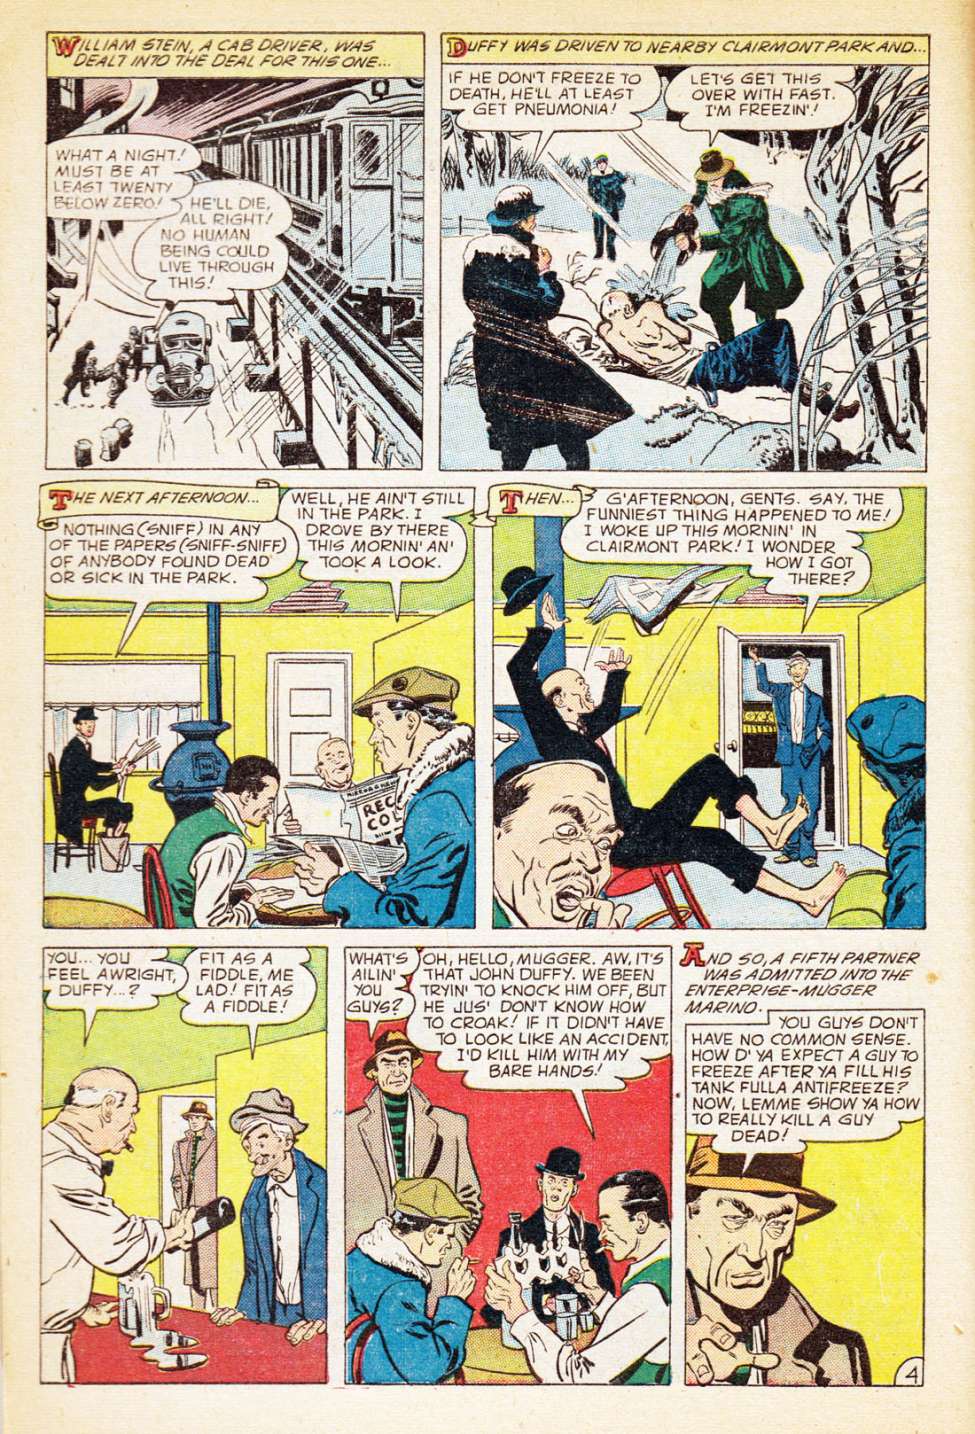 WILLIAM STEIN, A CAB DRIVER, WAS
DEALT INTO THE DEAL FOR THIS ONE...
WHAT A NIGHT!
MUST BE AT
LEAST TWENTY
BELOW ZERO!
HE'LL DIE,
ALL RIGHT!
NO HUMAN
BEING COULD
LIVE THROUGH
THIS!
DUFFY WAS DRIVEN TO NEARBY CLAIRMONT PARK AND...
IF HE DON'T FREEZE TO
DEATH, HE'LL AT LEAST
GET PNEUMONIA!
LET'S GET THIS
OVER WITH FAST.
I'M FREEZIN'!
THE NEXT AFTERNOON...
NOTHING (SNIFF) IN ANY
OF THE PAPERS (SNIFF-SNIFF)
OF ANYBODY FOUND DEAD
OR SICK IN THE PARK.
WELL, HE AIN'T STILL
IN THE PARK. I
DROVE BY THERE
THIS MORNIN' AN'
TOOK A LOOK.
THEN...
G'AFTERNOON, GENTS. SAY, THE
FUNNIEST THING HAPPENED TO ME!
I WOKE UP THIS MORNIN' IN
CLAIRMONT PARK! I WONDER
HOW I GOT
THERE?
YOU... YOU
FEEL AWRIGHT,
DUFFY...?
FIT AS A
FIDDLE, ME
LAD! FIT AS
A FIDDLE!
WHAT'S
AILIN'
YOU
GUYS?
OH, HELLO, MUGGER. AW, IT'S
THAT JOHN DUFFY. WE BEEN
TRYIN' TO KNOCK HIM OFF, BUT
HE JUS' DON'T KNOW HOW
TO CROAK! IF IT DIDN'T HAVE
TO LOOK LIKE AN ACCIDENT,
I'D KILL HIM WITH MY
BARE HANDS!
AND SO, A FIFTH PARTNER
WAS ADMITTED INTO THE
ENTERPRISE-MUGGER
MARINO.
YOU GUYS DON'T
HAVE NO COMMON SENSE.
HOW D'YA EXPECT A GUY TO
FREEZE AFTER YA FILL HIS
TANK FULLA ANTIFREEZE?
NOW, LEMME SHOW YA HOW
TO REALLY KILL A GUY
DEAD!
4